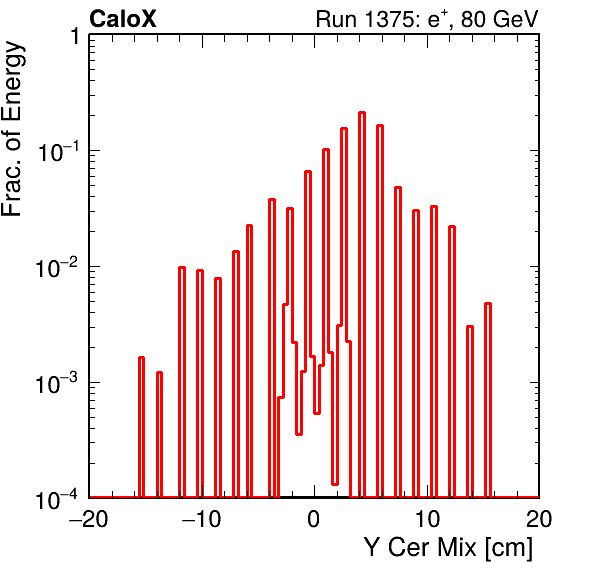 CaloX Run 1375: e⁺, 80 GeV
Frac. of Energy
1
10⁻¹
10⁻²
10⁻³
10⁻⁴
−20 −10 0 10 20
Y Cer Mix [cm]